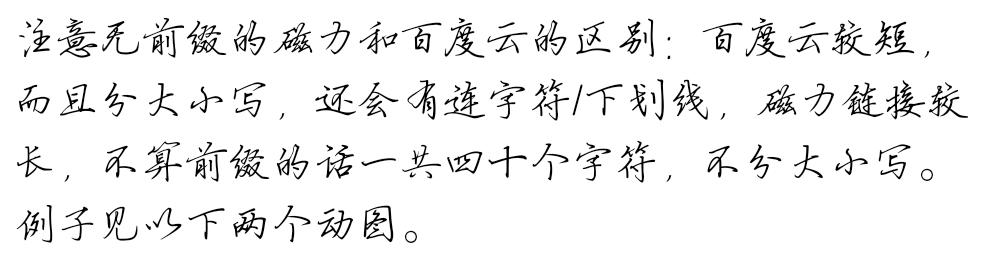 注意无前缀的磁力和百度云的区别：百度云较短，
而且分大小写，还会有连字符/下划线，磁力链接较
长，不算前缀的话一共四十个字符，不分大小写。
例子见以下两个动图。